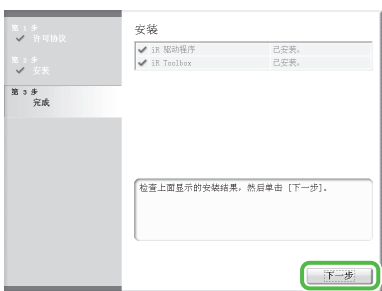 第 1 步
许可协议
第 2 步
安装
第 3 步
完成
安装
iR 驱动程序 已安装。
iR Toolbox 已安装。
检查上面显示的安装结果，然后单击 [下一步]。
下一步